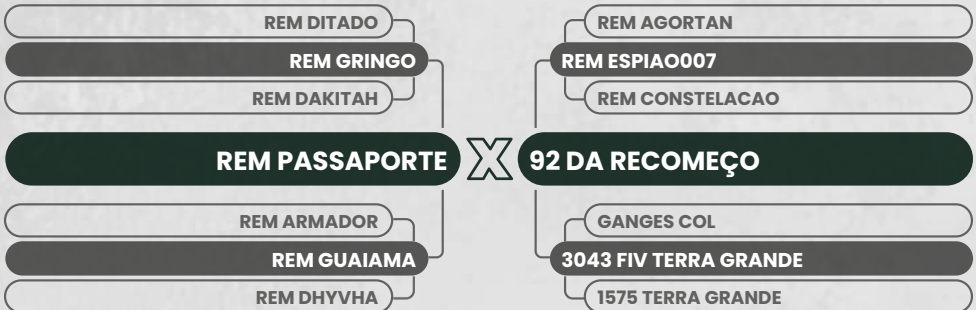 REM DITADO
REM GRINGO
REM DAKITAH
REM PASSAPORTE
REM ARMADOR
REM GUAIAMA
REM DHYVHA
X
REM AGORTAN
REM ESPIAO007
REM CONSTELACAO
92 DA RECOMEÇO
GANGES COL
3043 FIV TERRA GRANDE
1575 TERRA GRANDE